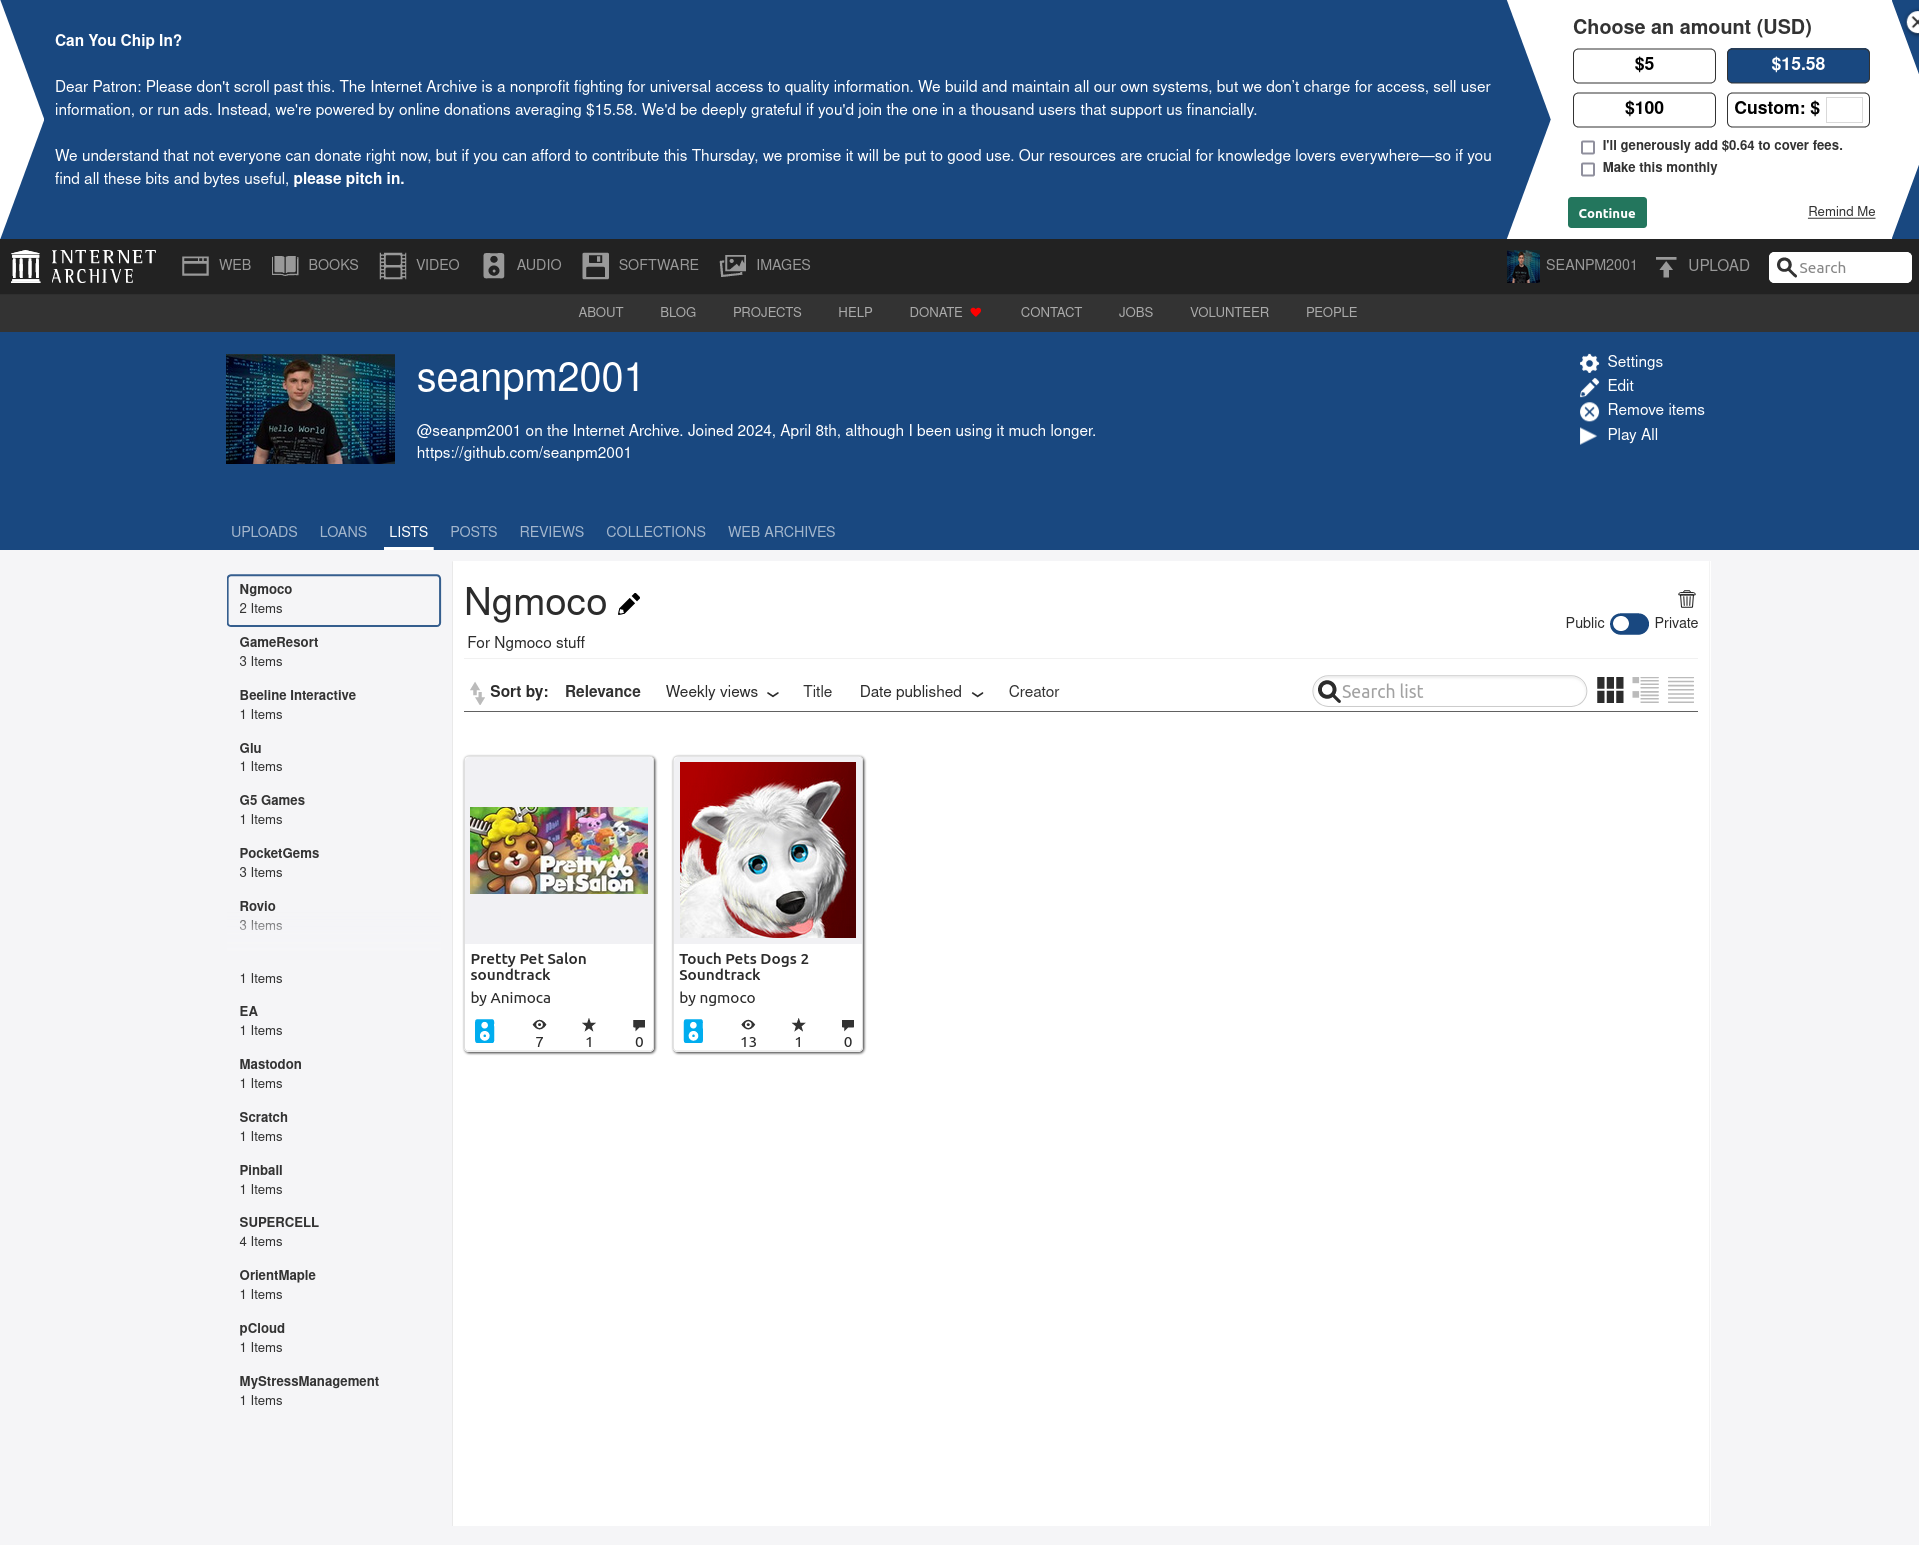 Can You Chip In?
Dear Patron: Please don't scroll past this. The Internet Archive is a nonprofit fighting for universal access to quality information. We build and maintain all our own systems, but we don’t charge for access, sell user
information, or run ads. Instead, we're powered by online donations averaging $15.58. We'd be deeply grateful if you'd join the one in a thousand users that support us financially.
We understand that not everyone can donate right now, but if you can afford to contribute this Thursday, we promise it will be put to good use. Our resources are crucial for knowledge lovers everywhere—so if you
find all these bits and bytes useful, please pitch in.
Choose an amount (USD)
$5 $15.58
$100 Custom: $
I'll generously add $0.64 to cover fees.
Make this monthly
Continue Remind Me
INTERNET ARCHIVE WEB BOOKS VIDEO AUDIO SOFTWARE IMAGES SEANPM2001 UPLOAD Search
ABOUT BLOG PROJECTS HELP DONATE CONTACT JOBS VOLUNTEER PEOPLE
Hello World
seanpm2001
@seanpm2001 on the Internet Archive. Joined 2024, April 8th, although I been using it much longer.
https://github.com/seanpm2001
Settings
Edit
Remove items
Play All
UPLOADS LOANS LISTS POSTS REVIEWS COLLECTIONS WEB ARCHIVES
Ngmoco
2 Items
GameResort
3 Items
Beeline Interactive
1 Items
Glu
1 Items
G5 Games
1 Items
PocketGems
3 Items
Rovio
3 Items
1 Items
EA
1 Items
Mastodon
1 Items
Scratch
1 Items
Pinball
1 Items
SUPERCELL
4 Items
OrientMaple
1 Items
pCloud
1 Items
MyStressManagement
1 Items
Ngmoco
For Ngmoco stuff
Public Private
Sort by: Relevance Weekly views Title Date published Creator Search list
Pretty
Pet Salon
Pretty Pet Salon
soundtrack
by Animoca
7 1 0
Touch Pets Dogs 2
Soundtrack
by ngmoco
13 1 0